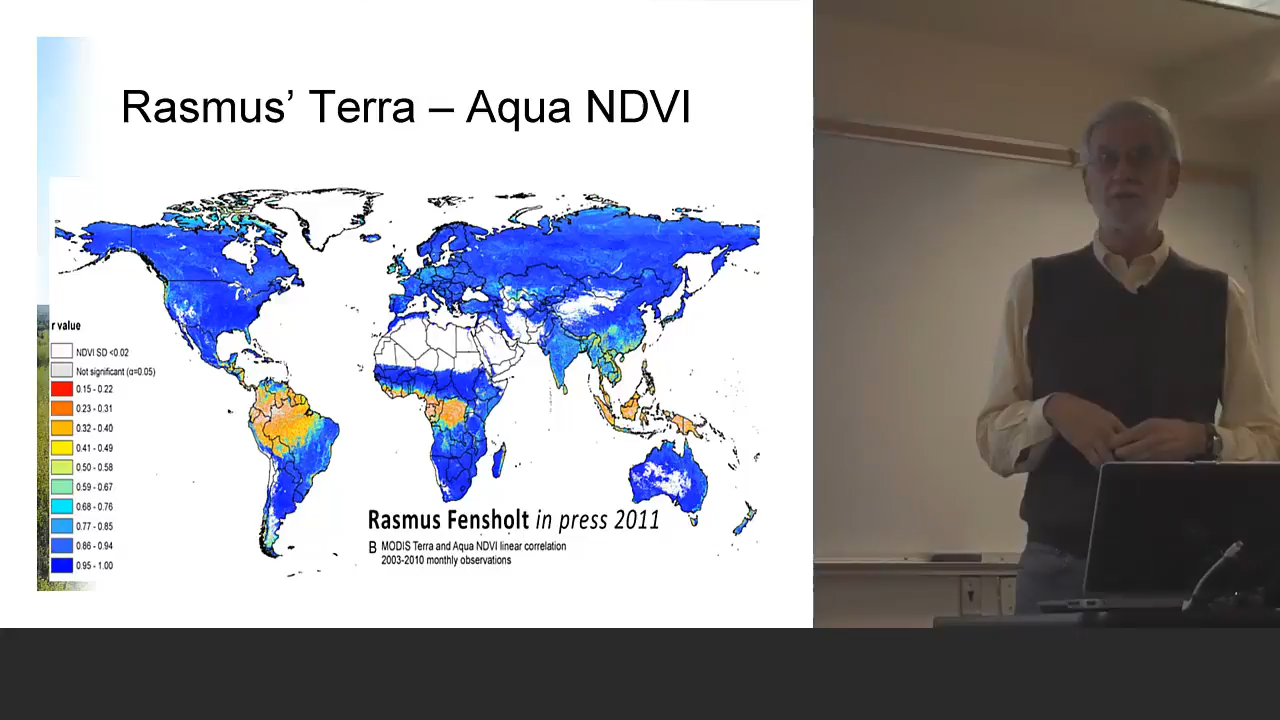 Rasmus' Terra – Aqua NDVI
r value
NDVI SD <0.02
Not significant (α=0.05)
0.15 - 0.22
0.23 - 0.31
0.32 - 0.40
0.41 - 0.49
0.50 - 0.58
0.59 - 0.67
0.68 - 0.76
0.77 - 0.85
0.86 - 0.94
0.95 - 1.00
Rasmus Fensholt in press 2011
B MODIS Terra and Aqua NDVI linear correlation
2003-2010 monthly observations